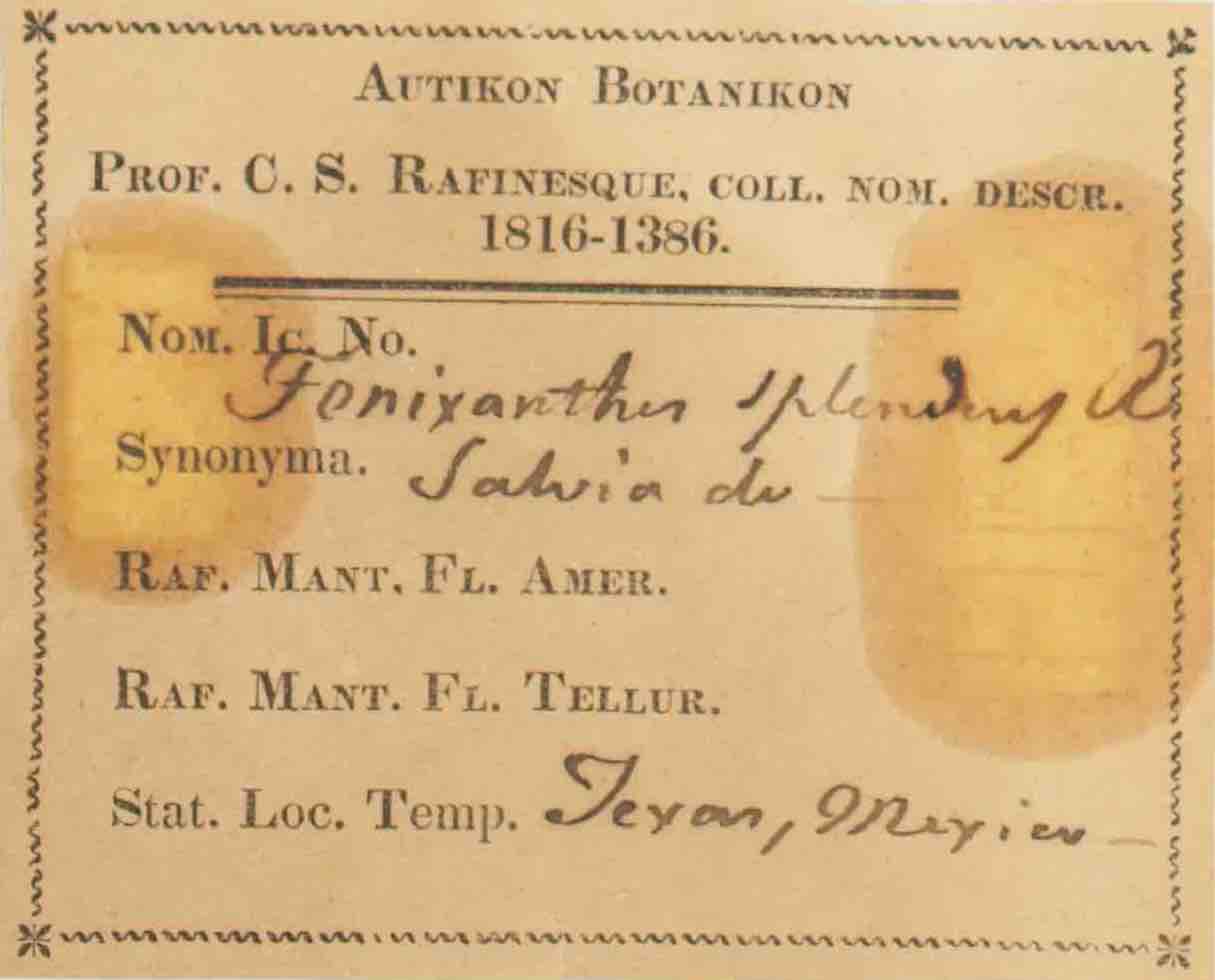 AUTIKON BOTANIKON
PROF. C. S. RAFINESQUE, COLL. NOM. DESCR.
1816-1386.
NOM. IC. NO.
Fenixanthes splendens R
Synonyma. Salvia do —
RAF. MANT. FL. AMER.
RAF. MANT. FL. TELLUR.
Stat. Loc. Temp. Texas, Mexico —